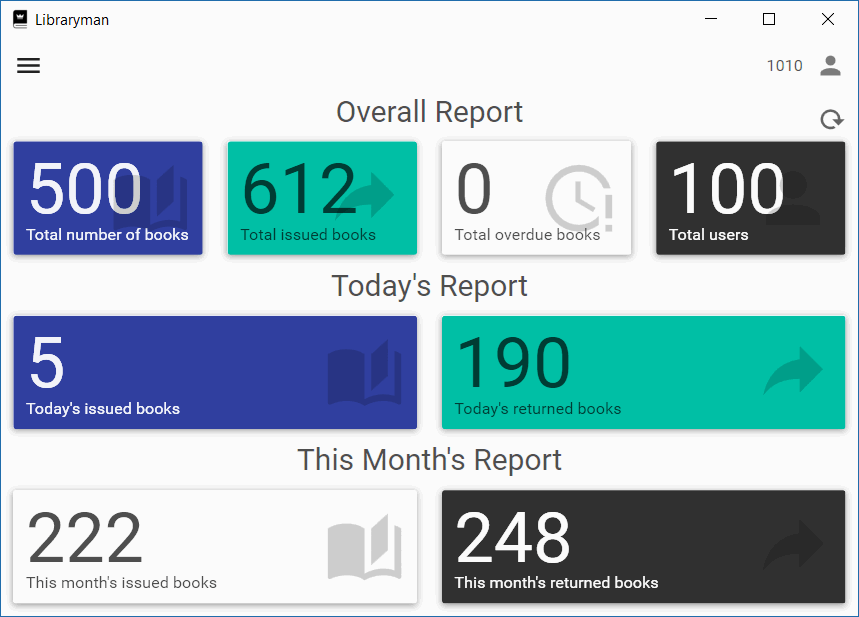 Libraryman
1010
Overall Report
500
Total number of books
612
Total issued books
0
Total overdue books
100
Total users
Today's Report
5
Today's issued books
190
Today's returned books
This Month's Report
222
This month's issued books
248
This month's returned books